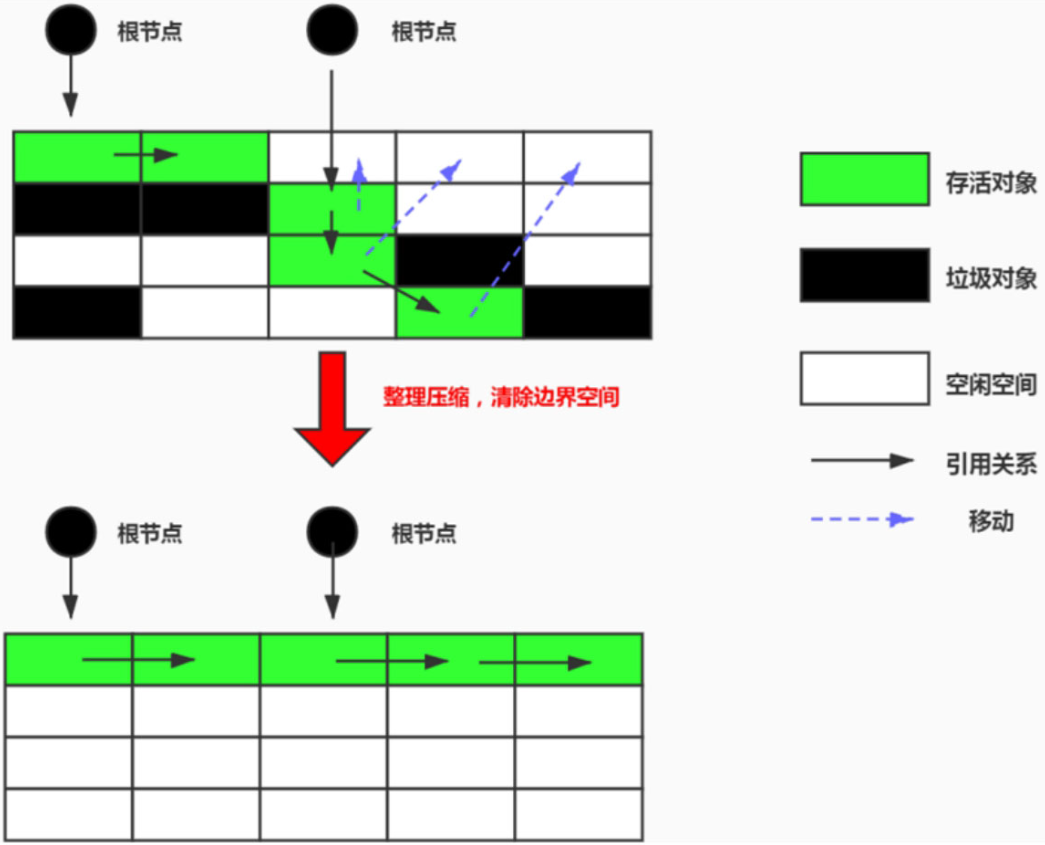 根节点
根节点
存活对象
垃圾对象
空闲空间
整理压缩，清除边界空间
引用关系
移动
根节点
根节点